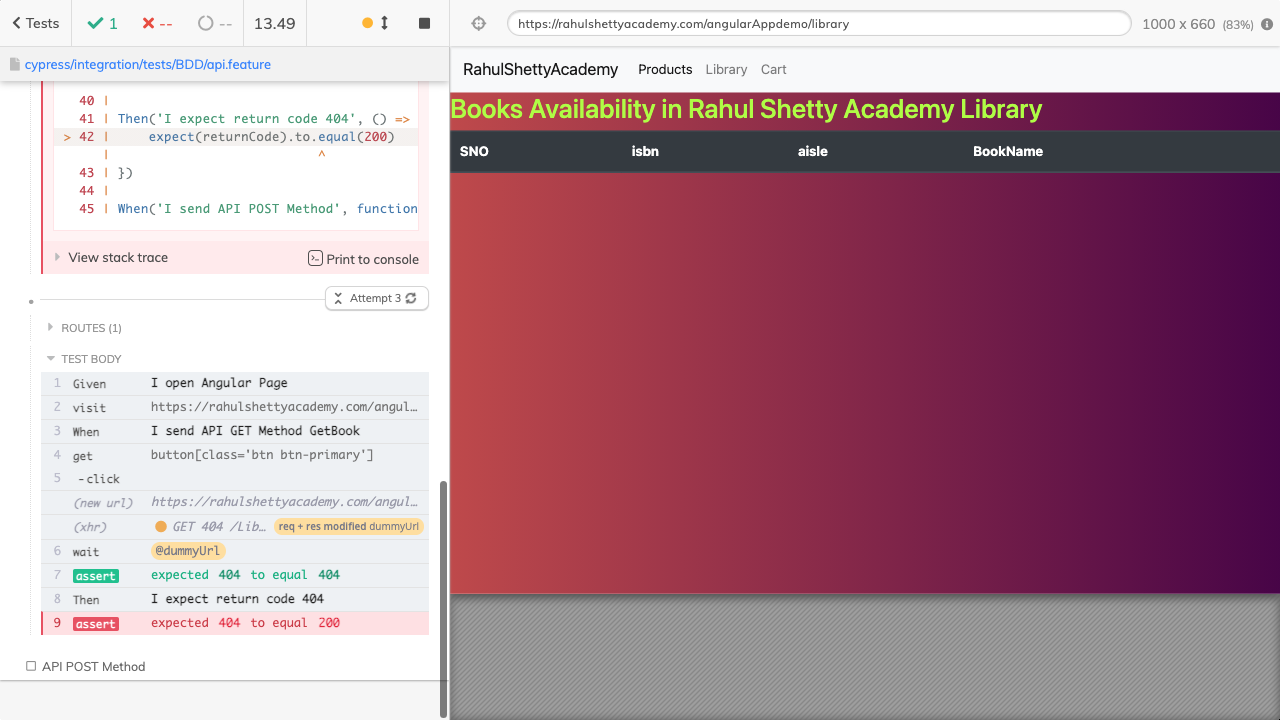 Tests
1
--
--
13.49
https://rahulshettyacademy.com/angularAppdemo/library
1000 x 660 (83%)
cypress/integration/tests/BDD/api.feature
40 |
41 | Then('I expect return code 404', () =>
> 42 | expect(returnCode).to.equal(200)
| ^
43 | })
44 |
45 | When('I send API POST Method', function
View stack trace
Print to console
Attempt 3
ROUTES (1)
TEST BODY
1 Given I open Angular Page
2 visit https://rahulshettyacademy.com/angul…
3 When I send API GET Method GetBook
4 get button[class='btn btn-primary']
5 -click
(new url) https://rahulshettyacademy.com/angul…
(xhr) GET 404 /Lib… req + res modified dummyUrl
6 wait @dummyUrl
7 assert expected 404 to equal 404
8 Then I expect return code 404
9 assert expected 404 to equal 200
API POST Method
RahulShettyAcademy Products Library Cart
Books Availability in Rahul Shetty Academy Library
SNO isbn aisle BookName